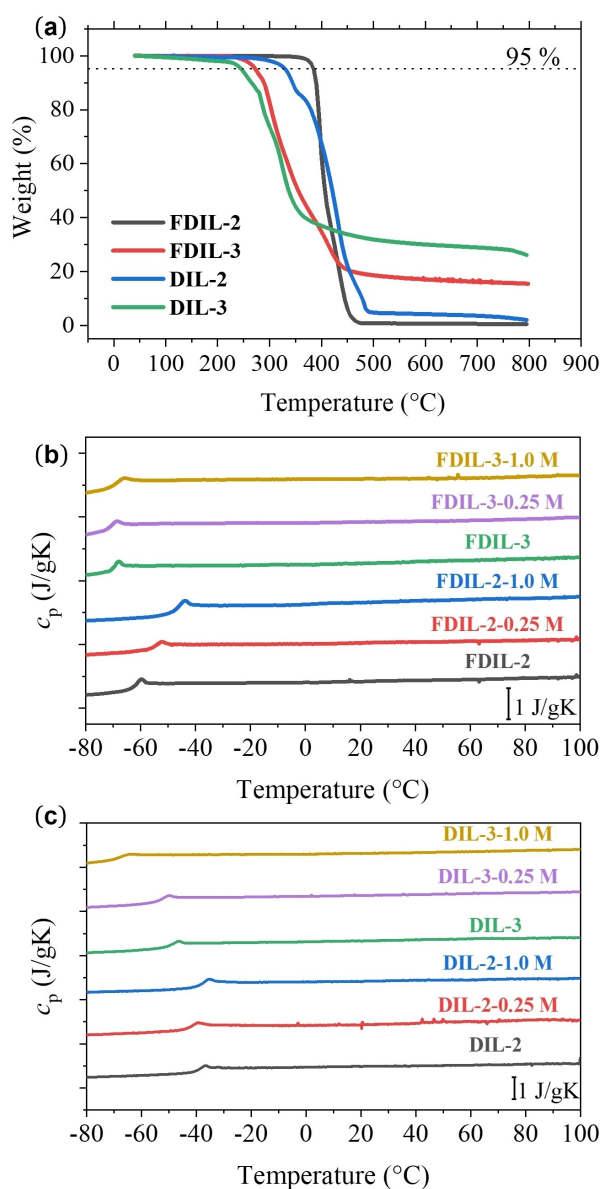 (a)
95 %
100
80
60
40
20
0
Weight (%)
FDIL-2
FDIL-3
DIL-2
DIL-3
0 100 200 300 400 500 600 700 800 900
Temperature (°C)
(b)
FDIL-3-1.0 M
FDIL-3-0.25 M
FDIL-3
FDIL-2-1.0 M
FDIL-2-0.25 M
FDIL-2
1 J/gK
cp (J/gK)
-80 -60 -40 -20 0 20 40 60 80 100
Temperature (°C)
(c)
DIL-3-1.0 M
DIL-3-0.25 M
DIL-3
DIL-2-1.0 M
DIL-2-0.25 M
DIL-2
1 J/gK
cp (J/gK)
-80 -60 -40 -20 0 20 40 60 80 100
Temperature (°C)